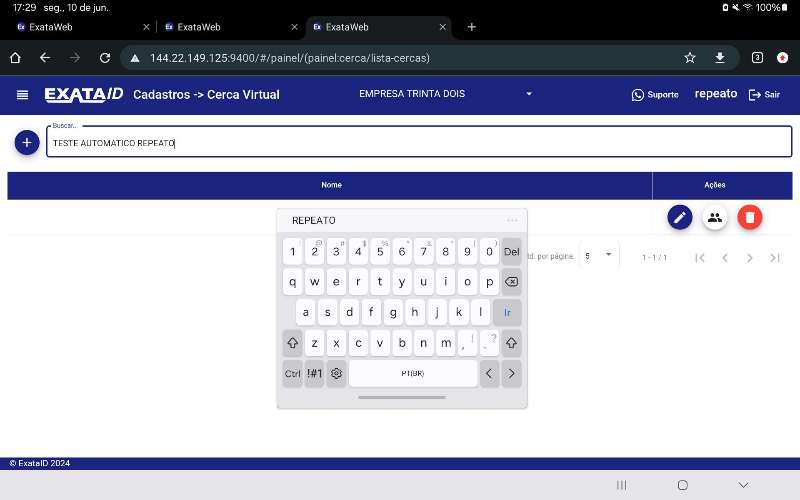 17:29 seg., 10 de jun. 100%
ExataWeb ExataWeb ExataWeb
144.22.149.125:9400/#/painel/(painel:cerca/lista-cercas) 3
EXATA/D Cadastros -> Cerca Virtual EMPRESA TRINTA DOIS Suporte repeato Sair
Buscar...
TESTE AUTOMATICO REPEATO
Nome Ações
REPEATO ...
1 2 3 4 5 6 7 8 9 0 Del
@ # $ % ^ & * ( )
td. por página: 5 1 - 1 / 1
q w e r t y u i o p
a s d f g h j k l Ir
z x c v b n m , ! . ?
Ctrl !#1 PT(BR) < >
© ExataID 2024